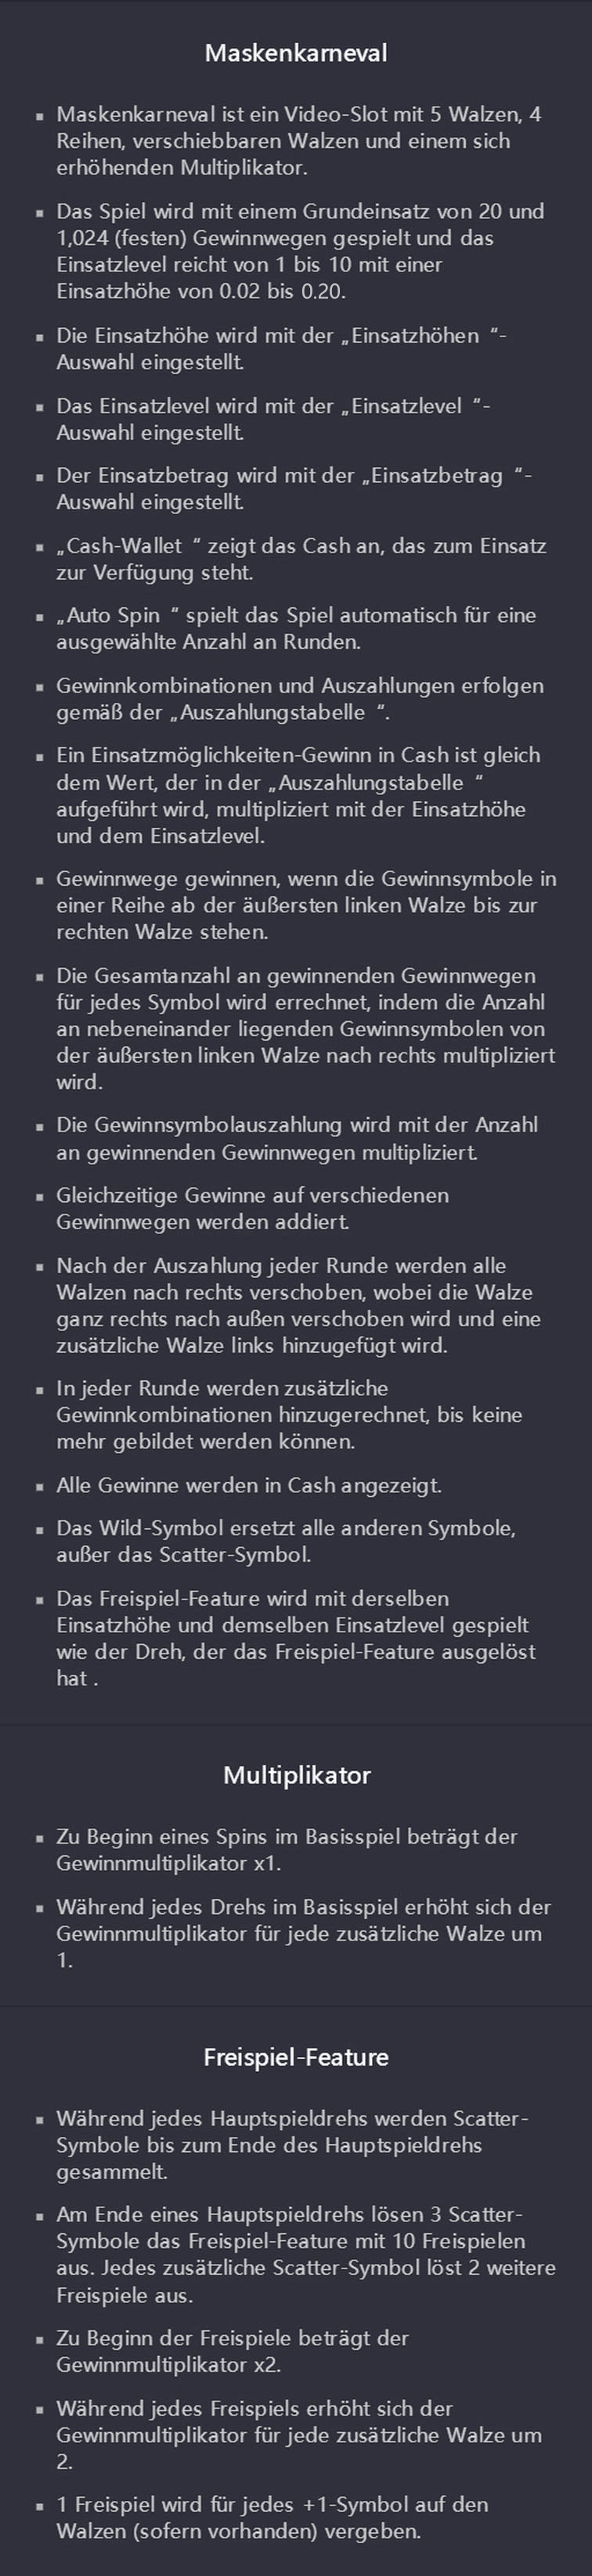 Maskenkarneval
▪ Maskenkarneval ist ein Video-Slot mit 5 Walzen, 4
Reihen, verschiebbaren Walzen und einem sich
erhöhenden Multiplikator.
▪ Das Spiel wird mit einem Grundeinsatz von 20 und
1,024 (festen) Gewinnwegen gespielt und das
Einsatzlevel reicht von 1 bis 10 mit einer
Einsatzhöhe von 0.02 bis 0.20.
▪ Die Einsatzhöhe wird mit der „Einsatzhöhen “-
Auswahl eingestellt.
▪ Das Einsatzlevel wird mit der „Einsatzlevel “-
Auswahl eingestellt.
▪ Der Einsatzbetrag wird mit der „Einsatzbetrag “-
Auswahl eingestellt.
▪ „Cash-Wallet “ zeigt das Cash an, das zum Einsatz
zur Verfügung steht.
▪ „Auto Spin “ spielt das Spiel automatisch für eine
ausgewählte Anzahl an Runden.
▪ Gewinnkombinationen und Auszahlungen erfolgen
gemäß der „Auszahlungstabelle “.
▪ Ein Einsatzmöglichkeiten-Gewinn in Cash ist gleich
dem Wert, der in der „Auszahlungstabelle “
aufgeführt wird, multipliziert mit der Einsatzhöhe
und dem Einsatzlevel.
▪ Gewinnwege gewinnen, wenn die Gewinnsymbole in
einer Reihe ab der äußersten linken Walze bis zur
rechten Walze stehen.
▪ Die Gesamtanzahl an gewinnenden Gewinnwegen
für jedes Symbol wird errechnet, indem die Anzahl
an nebeneinander liegenden Gewinnsymbolen von
der äußersten linken Walze nach rechts multipliziert
wird.
▪ Die Gewinnsymbolauszahlung wird mit der Anzahl
an gewinnenden Gewinnwegen multipliziert.
▪ Gleichzeitige Gewinne auf verschiedenen
Gewinnwegen werden addiert.
▪ Nach der Auszahlung jeder Runde werden alle
Walzen nach rechts verschoben, wobei die Walze
ganz rechts nach außen verschoben wird und eine
zusätzliche Walze links hinzugefügt wird.
▪ In jeder Runde werden zusätzliche
Gewinnkombinationen hinzugerechnet, bis keine
mehr gebildet werden können.
▪ Alle Gewinne werden in Cash angezeigt.
▪ Das Wild-Symbol ersetzt alle anderen Symbole,
außer das Scatter-Symbol.
▪ Das Freispiel-Feature wird mit derselben
Einsatzhöhe und demselben Einsatzlevel gespielt
wie der Dreh, der das Freispiel-Feature ausgelöst
hat .
Multiplikator
▪ Zu Beginn eines Spins im Basisspiel beträgt der
Gewinnmultiplikator x1.
▪ Während jedes Drehs im Basisspiel erhöht sich der
Gewinnmultiplikator für jede zusätzliche Walze um
1.
Freispiel-Feature
▪ Während jedes Hauptspieldrehs werden Scatter-
Symbole bis zum Ende des Hauptspieldrehs
gesammelt.
▪ Am Ende eines Hauptspieldrehs lösen 3 Scatter-
Symbole das Freispiel-Feature mit 10 Freispielen
aus. Jedes zusätzliche Scatter-Symbol löst 2 weitere
Freispiele aus.
▪ Zu Beginn der Freispiele beträgt der
Gewinnmultiplikator x2.
▪ Während jedes Freispiels erhöht sich der
Gewinnmultiplikator für jede zusätzliche Walze um
2.
▪ 1 Freispiel wird für jedes +1-Symbol auf den
Walzen (sofern vorhanden) vergeben.